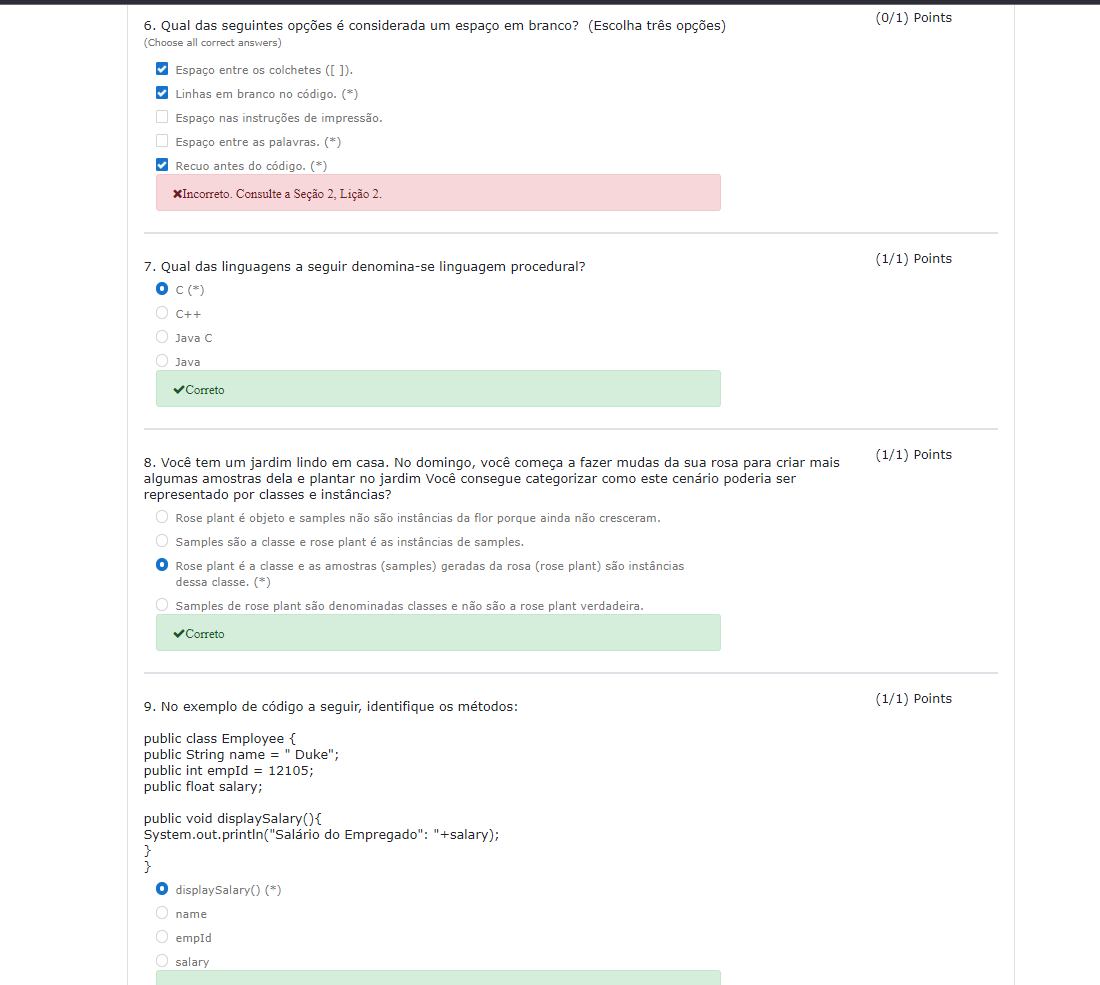 6. Qual das seguintes opções é considerada um espaço em branco?  (Escolha três opções)
(0/1) Points
(Choose all correct answers)
Espaço entre os colchetes ([ ]).
Linhas em branco no código. (*)
Espaço nas instruções de impressão.
Espaço entre as palavras. (*)
Recuo antes do código. (*)
Incorreto. Consulte a Seção 2, Lição 2.
7. Qual das linguagens a seguir denomina-se linguagem procedural?
(1/1) Points
C (*)
C++
Java C
Java
Correto
8. Você tem um jardim lindo em casa. No domingo, você começa a fazer mudas da sua rosa para criar mais
(1/1) Points
algumas amostras dela e plantar no jardim Você consegue categorizar como este cenário poderia ser
representado por classes e instâncias?
Rose plant é objeto e samples não são instâncias da flor porque ainda não cresceram.
Samples são a classe e rose plant é as instâncias de samples.
Rose plant é a classe e as amostras (samples) geradas da rosa (rose plant) são instâncias
dessa classe. (*)
Samples de rose plant são denominadas classes e não são a rose plant verdadeira.
Correto
9. No exemplo de código a seguir, identifique os métodos:
(1/1) Points
public class Employee {
public String name = " Duke";
public int empId = 12105;
public float salary;
public void displaySalary(){
System.out.println("Salário do Empregado": "+salary);
}
}
displaySalary() (*)
name
empId
salary